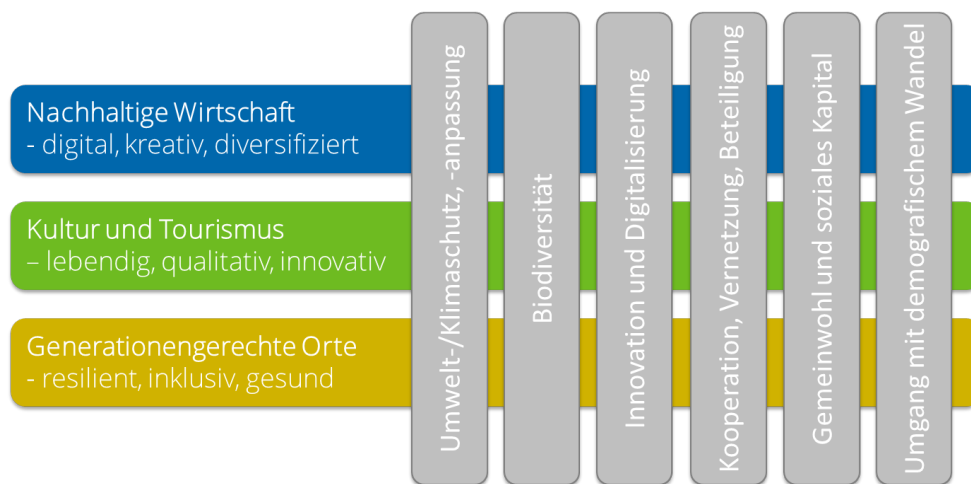 Nachhaltige Wirtschaft
- digital, kreativ, diversifiziert
Kultur und Tourismus
– lebendig, qualitativ, innovativ
Generationengerechte Orte
- resilient, inklusiv, gesund
Umwelt-/Klimaschutz, -anpassung
Biodiversität
Innovation und Digitalisierung
Kooperation, Vernetzung, Beteiligung
Gemeinwohl und soziales Kapital
Umgang mit demografischem Wandel